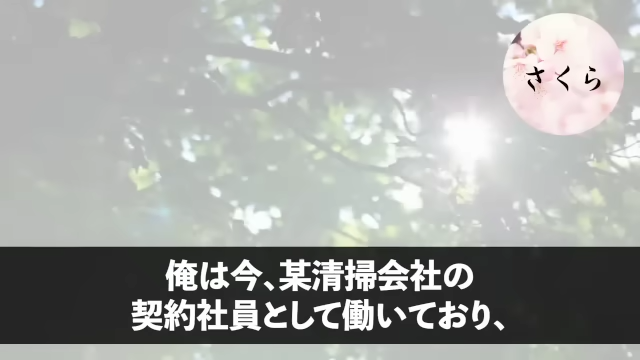 さくら
俺は今、某清掃会社の
契約社員として働いており、